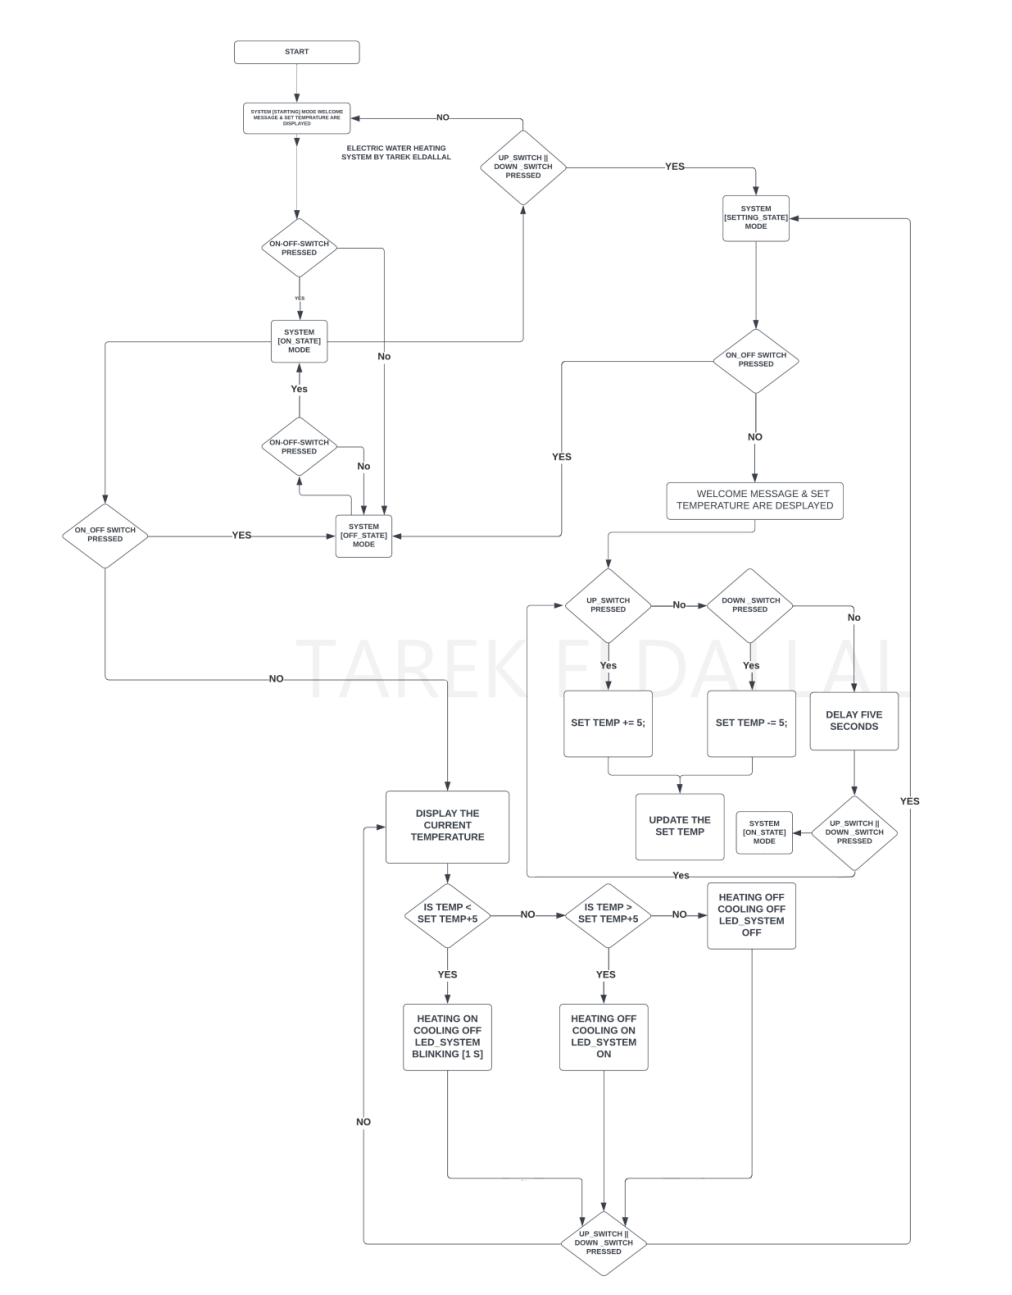 START
SYSTEM [STARTING] MODE WELCOME
MESSAGE & SET TEMPRATURE ARE
DISPLAYED
NO
ELECTRIC WATER HEATING
SYSTEM BY TAREK ELDALLAL
UP_SWITCH ||
DOWN _SWITCH
PRESSED
YES
SYSTEM
[SETTING_STATE]
MODE
ON-OFF-SWITCH
PRESSED
YES
SYSTEM
[ON_STATE]
MODE
No
ON_OFF SWITCH
PRESSED
Yes
ON-OFF-SWITCH
PRESSED
No
NO
YES
WELCOME MESSAGE & SET
TEMPERATURE ARE DESPLAYED
ON_OFF SWITCH
PRESSED
YES
SYSTEM
[OFF_STATE]
MODE
UP_SWITCH
PRESSED
No
DOWN _SWITCH
PRESSED
No
TAREK ELDALLAL
Yes
Yes
NO
SET TEMP += 5;
SET TEMP -= 5;
DELAY FIVE
SECONDS
YES
DISPLAY THE
CURRENT
TEMPERATURE
UPDATE THE
SET TEMP
SYSTEM
[ON_STATE]
MODE
UP_SWITCH ||
DOWN _SWITCH
PRESSED
Yes
IS TEMP <
SET TEMP+5
NO
IS TEMP >
SET TEMP+5
NO
HEATING OFF
COOLING OFF
LED_SYSTEM
OFF
YES
YES
HEATING ON
COOLING OFF
LED_SYSTEM
BLINKING [1 S]
HEATING OFF
COOLING ON
LED_SYSTEM
ON
NO
UP_SWITCH ||
DOWN _SWITCH
PRESSED